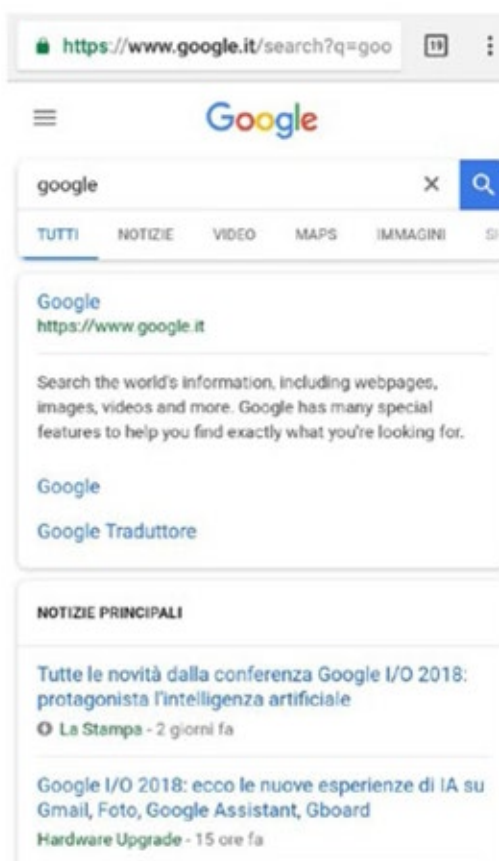 https://www.google.it/search?q=goo 19
Google
google
TUTTI NOTIZIE VIDEO MAPS IMMAGINI
Google
https://www.google.it
Search the world's information, including webpages,
images, videos and more. Google has many special
features to help you find exactly what you're looking for.
Google
Google Traduttore
NOTIZIE PRINCIPALI
Tutte le novità dalla conferenza Google I/O 2018:
protagonista l'intelligenza artificiale
La Stampa - 2 giorni fa
Google I/O 2018: ecco le nuove esperienze di IA su
Gmail, Foto, Google Assistant, Gboard
Hardware Upgrade - 15 ore fa